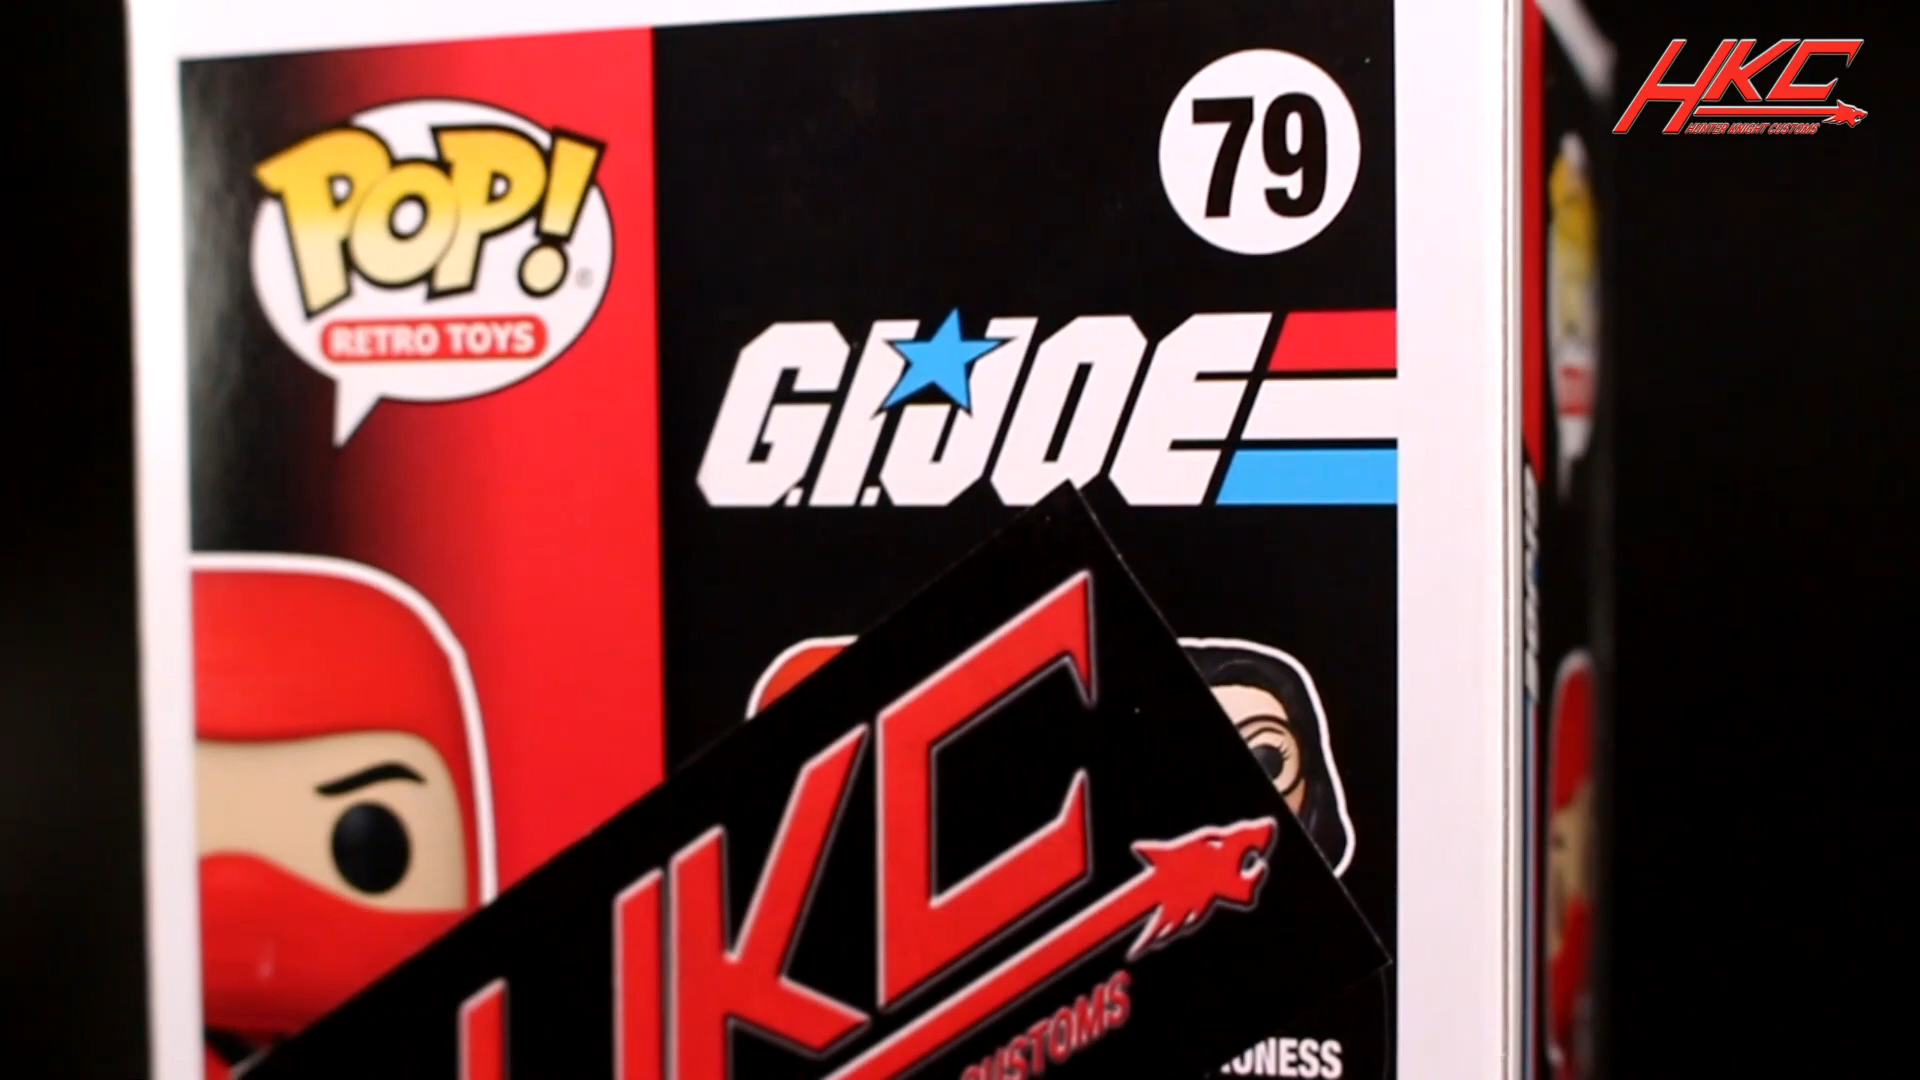 POP!
RETRO TOYS
79
G.I.JOE
HKC
HUNTER KNIGHT CUSTOMS
HKC
CUSTOMS